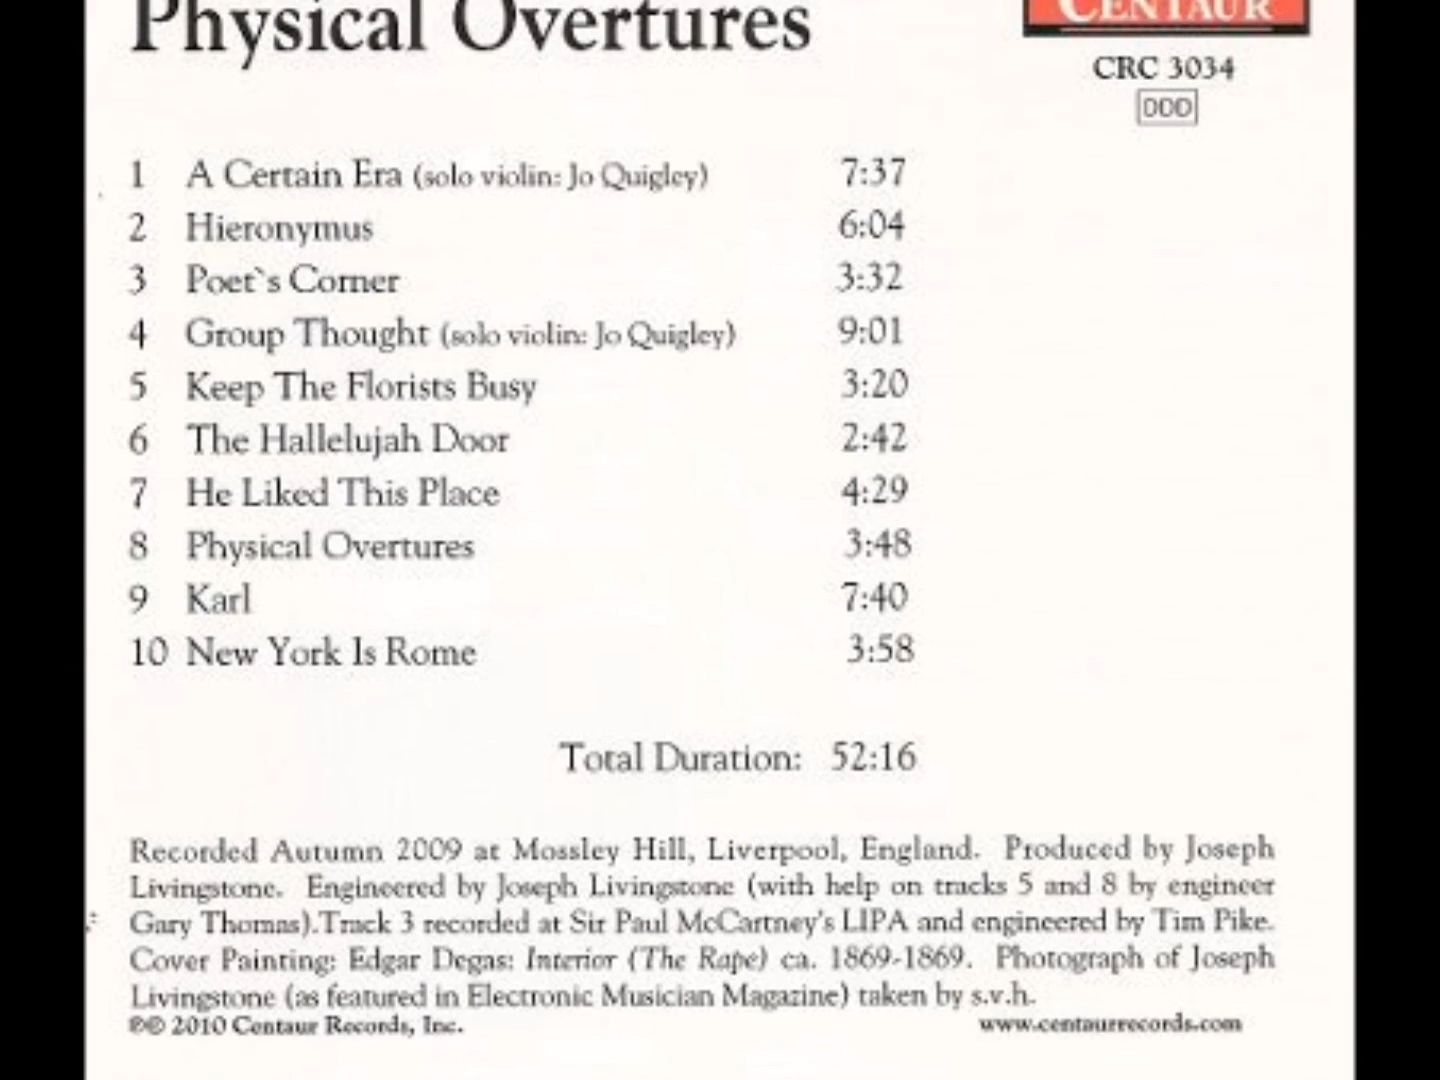 Physical Overtures
CENTAUR
CRC 3034
DDD
1 A Certain Era (solo violin: Jo Quigley) 7:37
2 Hieronymus 6:04
3 Poet`s Corner 3:32
4 Group Thought (solo violin: Jo Quigley) 9:01
5 Keep The Florists Busy 3:20
6 The Hallelujah Door 2:42
7 He Liked This Place 4:29
8 Physical Overtures 3:48
9 Karl 7:40
10 New York Is Rome 3:58
Total Duration: 52:16
Recorded Autumn 2009 at Mossley Hill, Liverpool, England. Produced by Joseph
Livingstone. Engineered by Joseph Livingstone (with help on tracks 5 and 8 by engineer
Gary Thomas).Track 3 recorded at Sir Paul McCartney's LIPA and engineered by Tim Pike.
Cover Painting: Edgar Degas: Interior (The Rape) ca. 1869-1869. Photograph of Joseph
Livingstone (as featured in Electronic Musician Magazine) taken by s.v.h.
℗© 2010 Centaur Records, Inc. www.centaurrecords.com